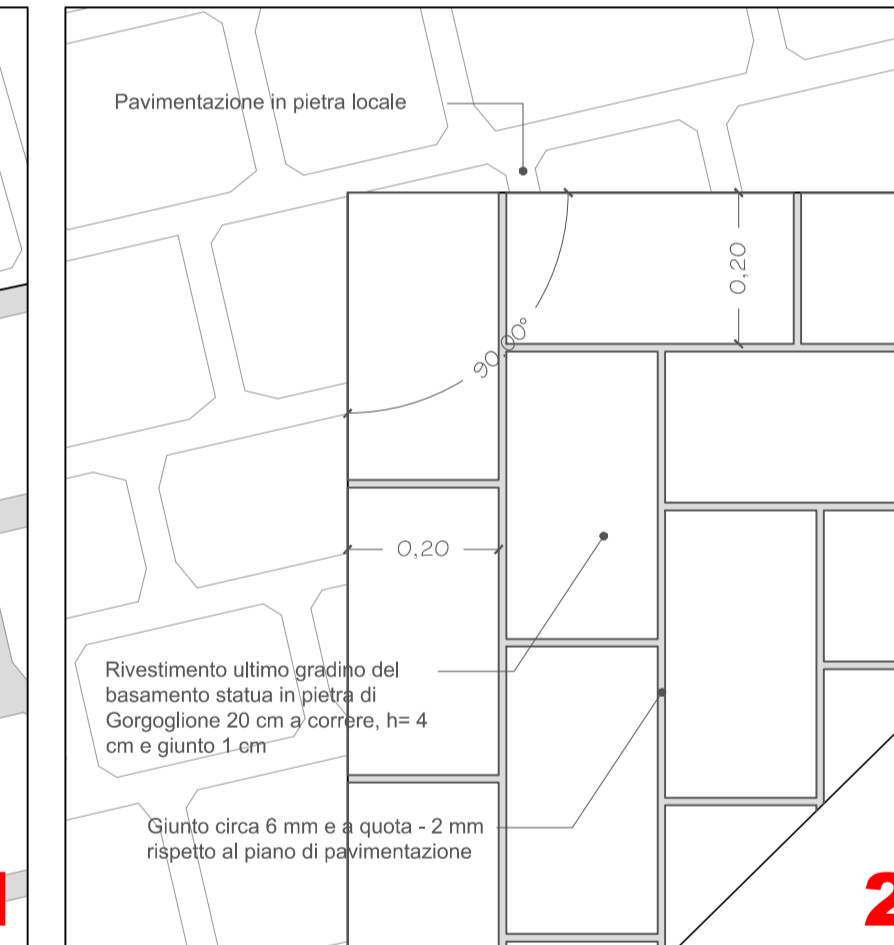 Pavimentazione in pietra locale
0,20
90,00°
0,20
Rivestimento ultimo gradino del
basamento statua in pietra di
Gorgoglione 20 cm a correre, h= 4
cm e giunto 1 cm
Giunto circa 6 mm e a quota - 2 mm
rispetto al piano di pavimentazione
2